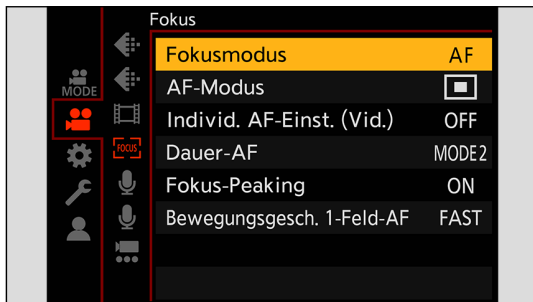 Fokus
MODE
FOCUS
Fokusmodus AF
AF-Modus
Individ. AF-Einst. (Vid.) OFF
Dauer-AF MODE2
Fokus-Peaking ON
Bewegungsgesch. 1-Feld-AF FAST